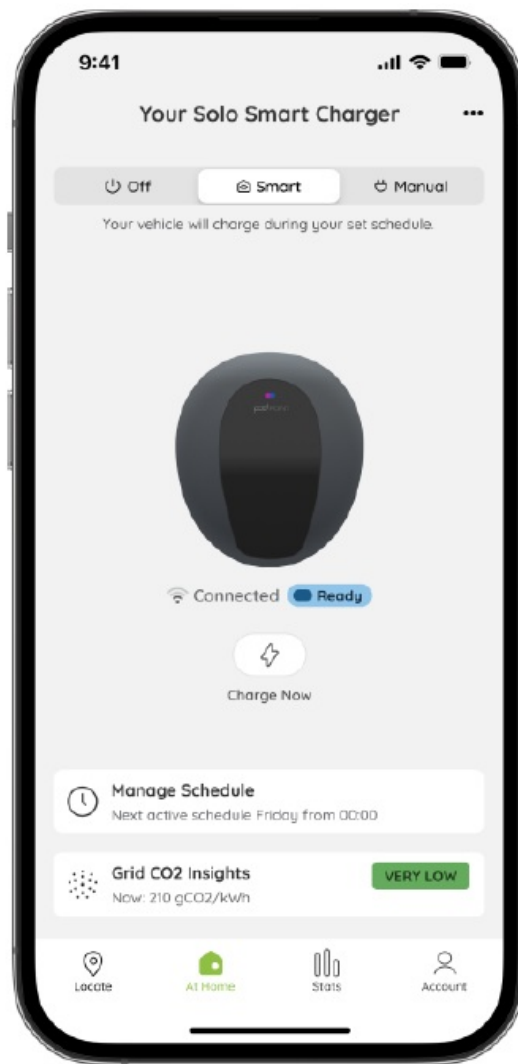 9:41
Your Solo Smart Charger
Off Smart Manual
Your vehicle will charge during your set schedule.
Connected Ready
Charge Now
Manage Schedule
Next active schedule Friday from 00:00
Grid CO2 Insights VERY LOW
Now: 210 gCO2/kWh
Locate At Home Stats Account